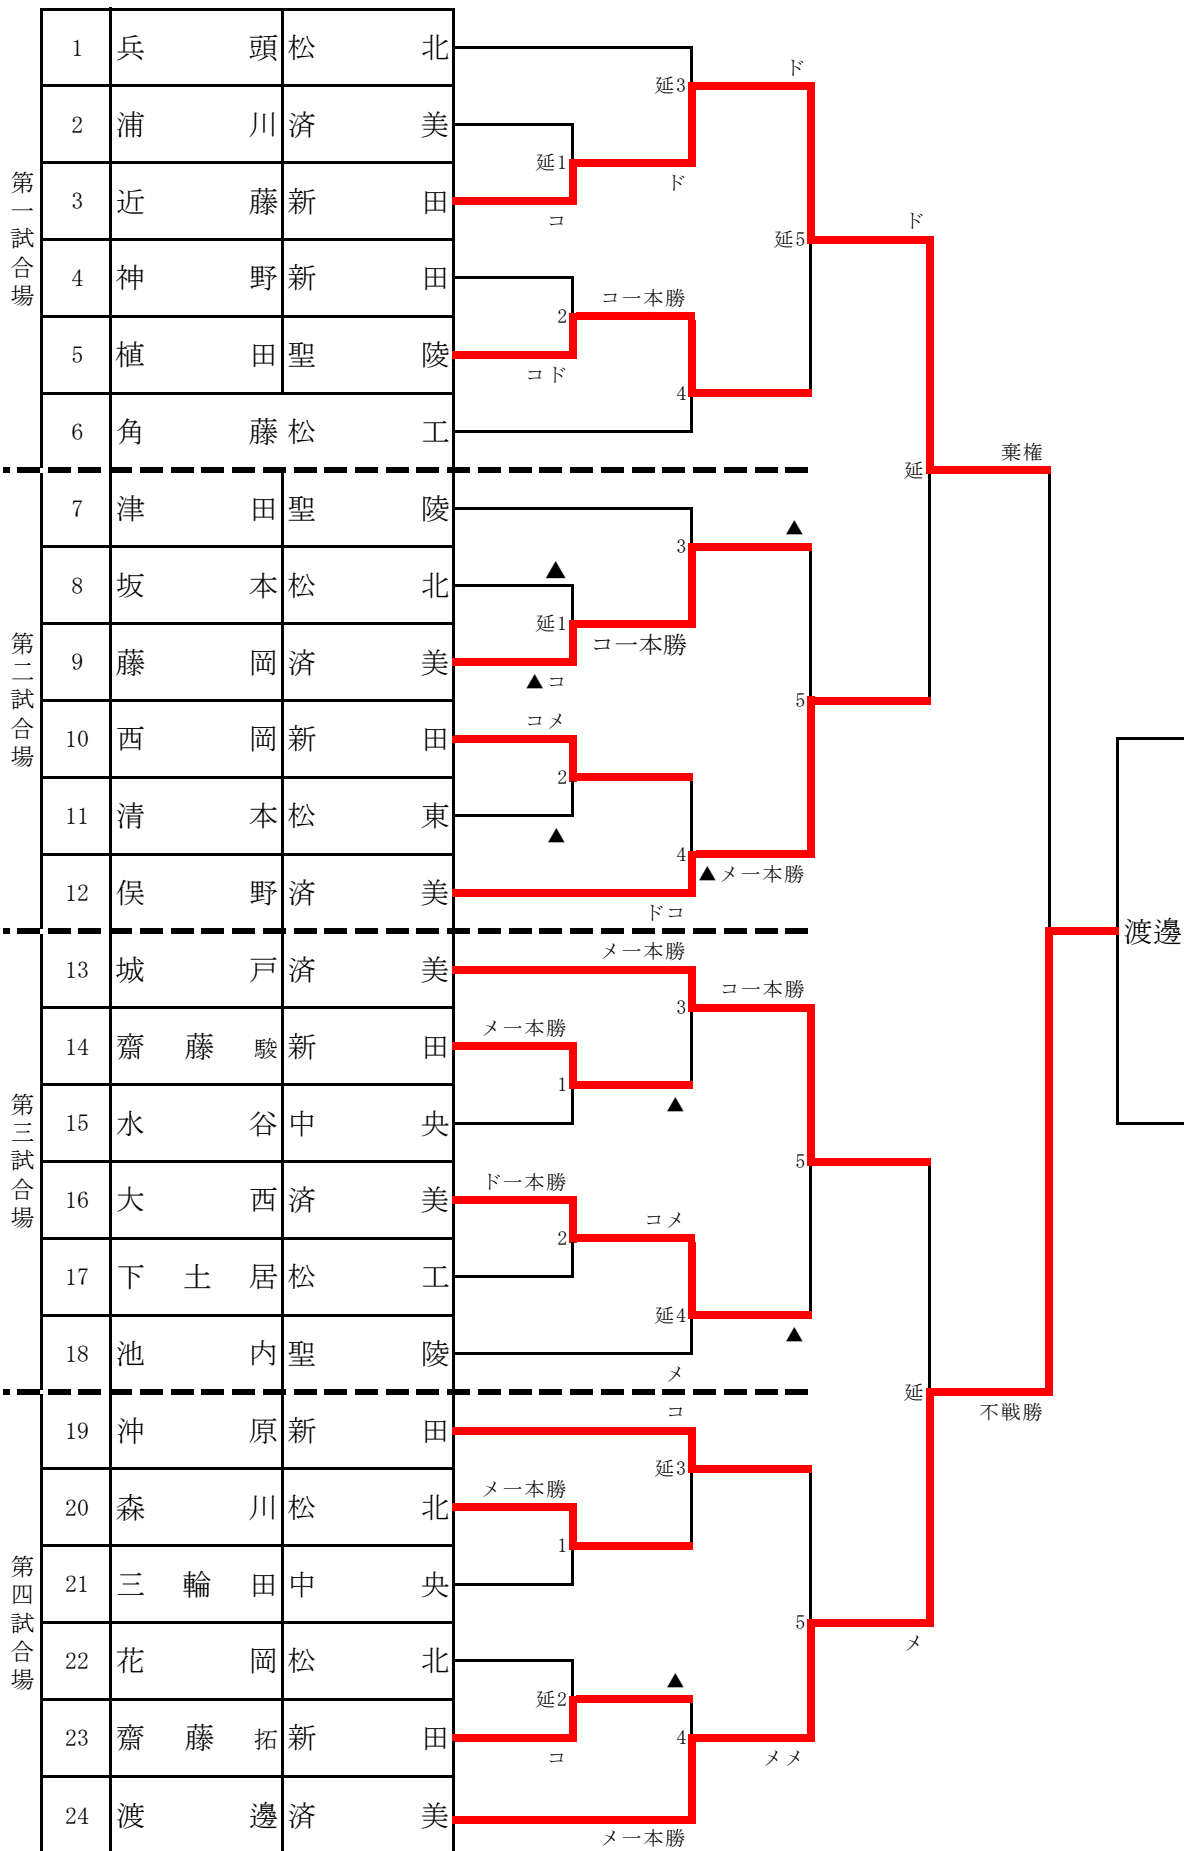 第一試合場
1 兵頭 松北
2 浦川 済美
3 近藤 新田
4 神野 新田
5 植田 聖陵
6 角藤 松工
延1
コ
2
コド
延3
ド
コ一本勝
4
ド
延5
第二試合場
7 津田 聖陵
8 坂本 松北
9 藤岡 済美
10 西岡 新田
11 清本 松東
12 俣野 済美
▲
延1
▲コ
コメ
2
▲
3
コ一本勝
4
ドコ
▲
5
▲メ一本勝
ド
延
第三試合場
13 城戸 済美
14 齋藤駿 新田
15 水谷 中央
16 大西 済美
17 下土居 松工
18 池内 聖陵
メ一本勝
1
ド一本勝
2
メ一本勝
3
▲
コメ
延4
メ
コ一本勝
5
▲
第四試合場
19 沖原 新田
20 森川 松北
21 三輪田 中央
22 花岡 松北
23 齋藤拓 新田
24 渡邊 済美
メ一本勝
1
延2
コ
コ
延3
▲
4
メ一本勝
5
メメ
延
メ
棄権
不戦勝
渡邊